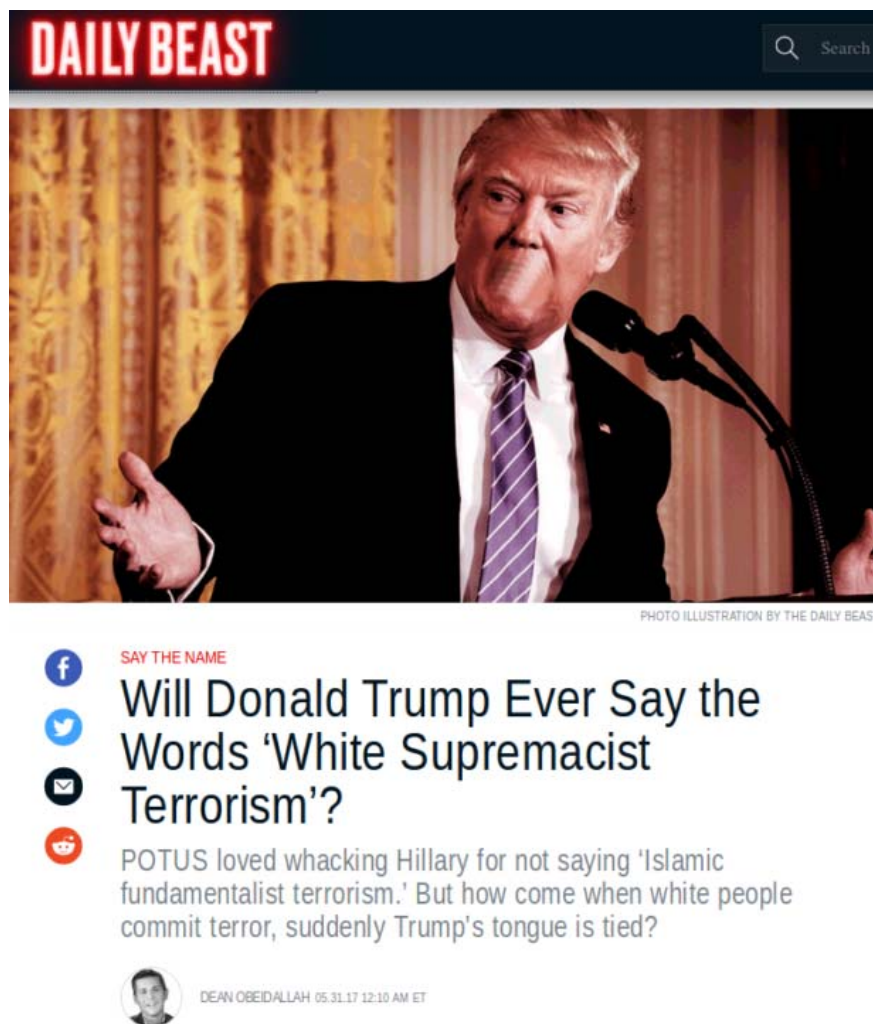 DAILY BEAST
Search
PHOTO ILLUSTRATION BY THE DAILY BEAS
SAY THE NAME
Will Donald Trump Ever Say the
Words ‘White Supremacist
Terrorism’?
POTUS loved whacking Hillary for not saying ‘Islamic
fundamentalist terrorism.’ But how come when white people
commit terror, suddenly Trump’s tongue is tied?
DEAN OBEIDALLAH 05.31.17 12:10 AM ET